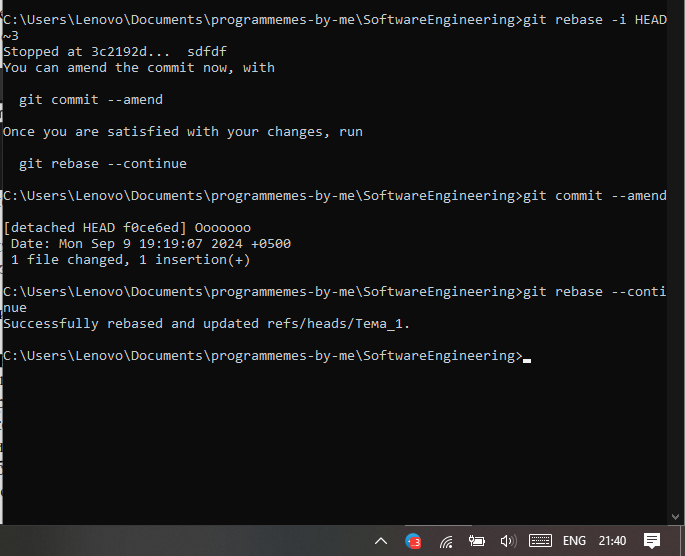 C:\Users\Lenovo\Documents\programmemes-by-me\SoftwareEngineering>git rebase -i HEAD
~3
Stopped at 3c2192d...  sdfdf
You can amend the commit now, with
  git commit --amend
Once you are satisfied with your changes, run
  git rebase --continue
C:\Users\Lenovo\Documents\programmemes-by-me\SoftwareEngineering>git commit --amend
[detached HEAD f0ce6ed] Ooooooo
 Date: Mon Sep 9 19:19:07 2024 +0500
 1 file changed, 1 insertion(+)
C:\Users\Lenovo\Documents\programmemes-by-me\SoftwareEngineering>git rebase --conti
nue
Successfully rebased and updated refs/heads/Тема_1.
C:\Users\Lenovo\Documents\programmemes-by-me\SoftwareEngineering>
3
ENG
21:40